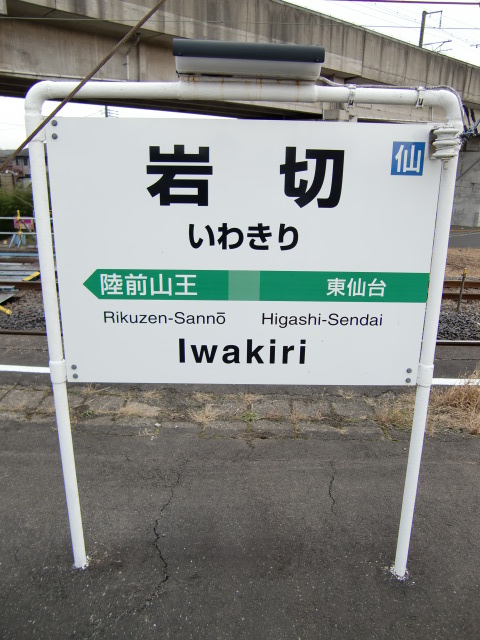 岩切
仙
いわきり
陸前山王 東仙台
Rikuzen-Sannō Higashi-Sendai
Iwakiri